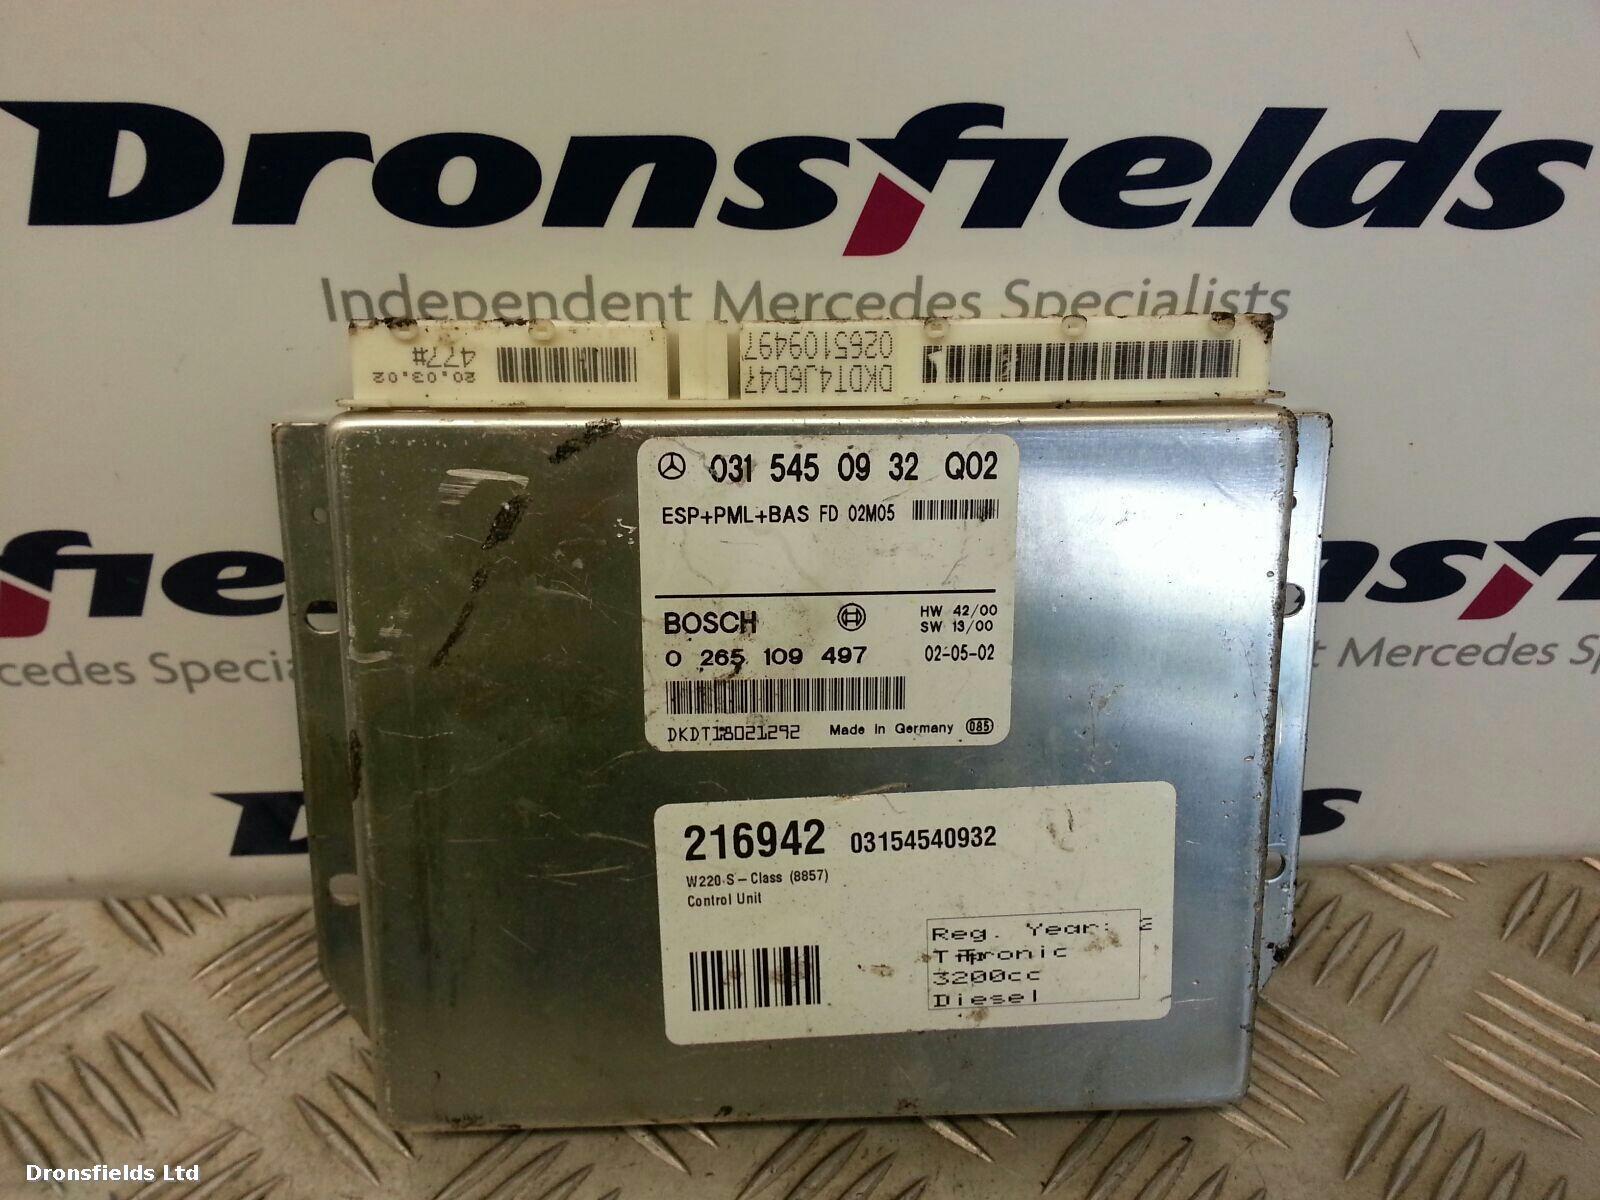 Dronsfields
Independent Mercedes Specialists
477#
20.03.02
0265109497
DKDT4J6D47
031 545 09 32 Q02
ESP+PML+BAS FD 02M05
BOSCH
HW 42/00
SW 13/00
0 265 109 497
02-05-02
DKDT18021292
Made in Germany
085
216942 03154540932
W220 S-Class (8857)
Control Unit
Reg. Year: 2
3200cc
Diesel
Dronsfields Ltd